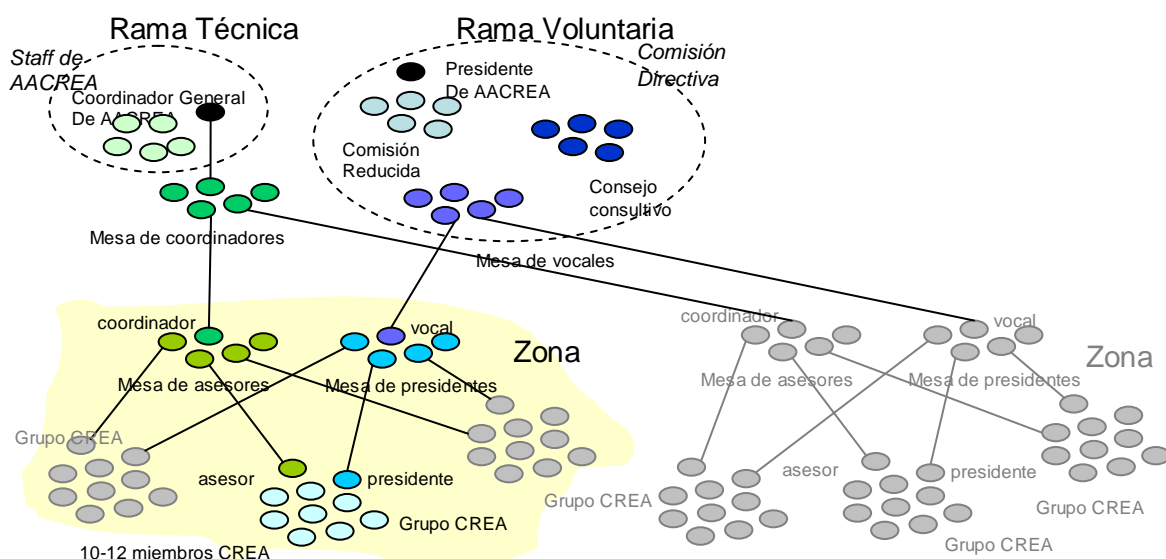 Rama Técnica
Rama Voluntaria
Staff de
AACREA
Comisión
Directiva
Coordinador General
De AACREA
Presidente
De AACREA
Comisión
Reducida
Consejo
consultivo
Mesa de coordinadores
Mesa de vocales
coordinador
vocal
Zona
Mesa de asesores
Mesa de presidentes
Grupo CREA
asesor
presidente
Grupo CREA
10-12 miembros CREA
coordinador
vocal
Zona
Mesa de asesores
Mesa de presidentes
asesor
presidente
Grupo CREA
Grupo CREA
Grupo CREA